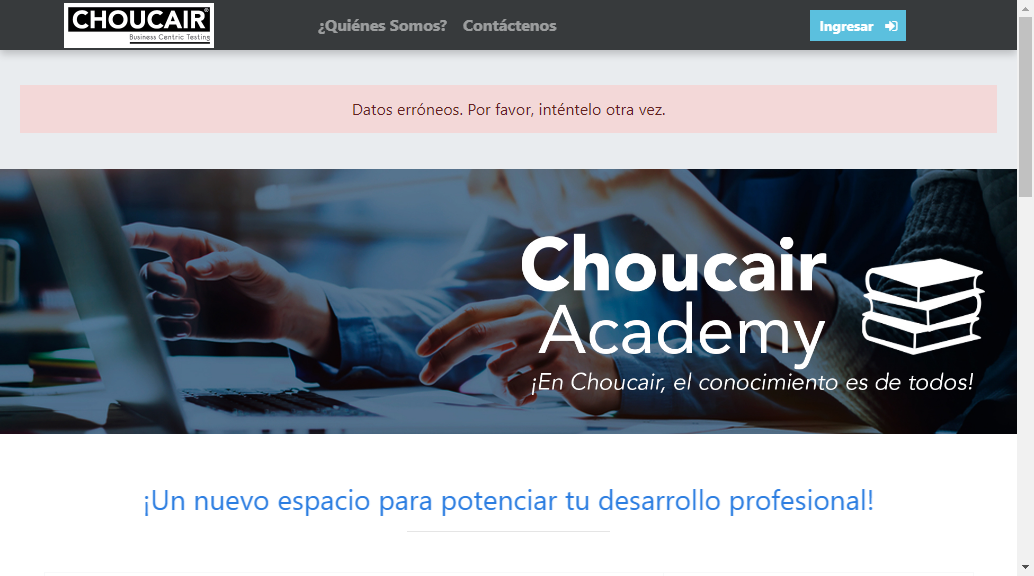 CHOUCAIR®
Business Centric Testing
¿Quiénes Somos? Contáctenos
Ingresar
Datos erróneos. Por favor, inténtelo otra vez.
Choucair
Academy
¡En Choucair, el conocimiento es de todos!
¡Un nuevo espacio para potenciar tu desarrollo profesional!